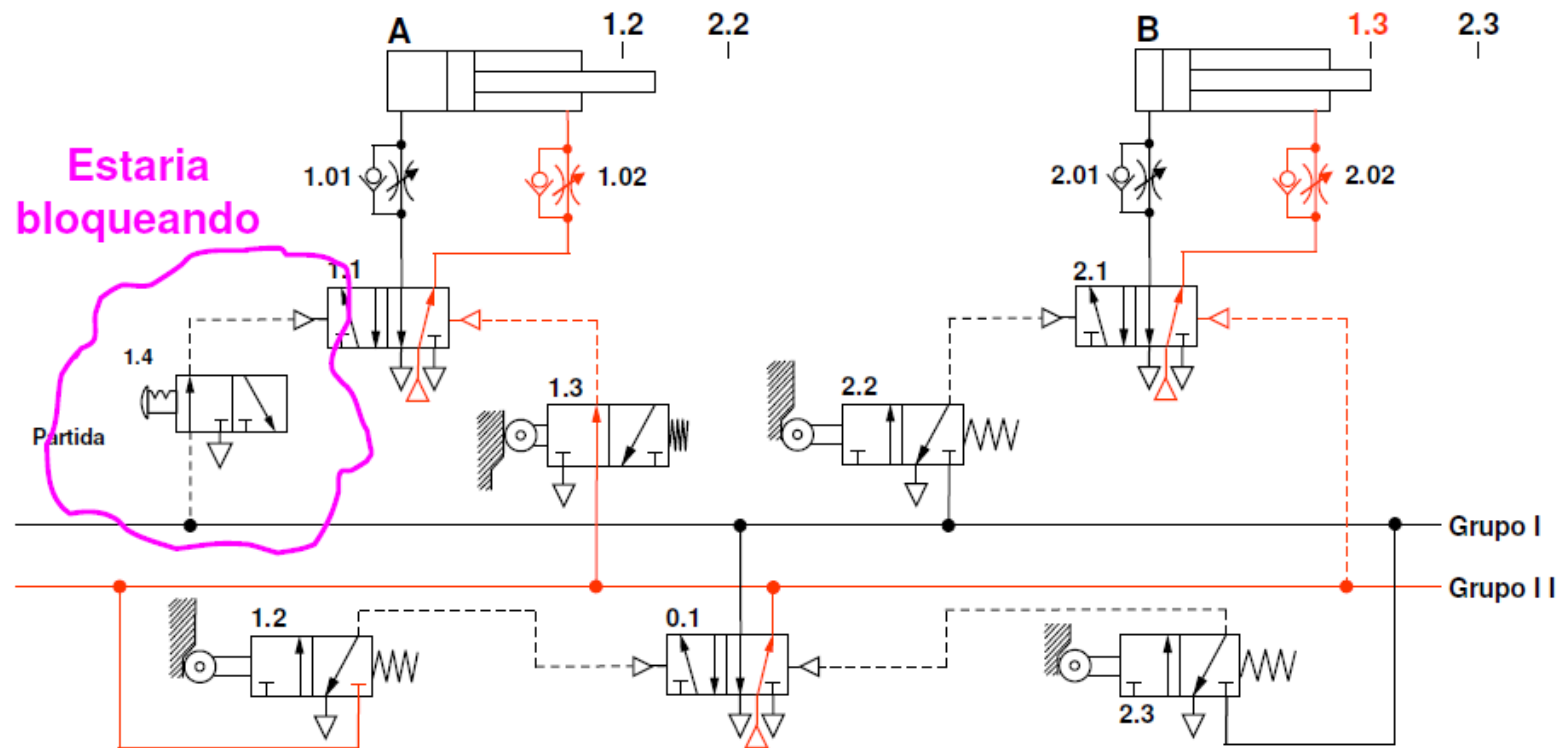 A 1.2 2.2 B 1.3 2.3
Estaria
bloqueando
1.01 1.02 2.01 2.02
1.1 2.1
1.4 1.3 2.2
Partida
Grupo I
Grupo I I
1.2 0.1
2.3